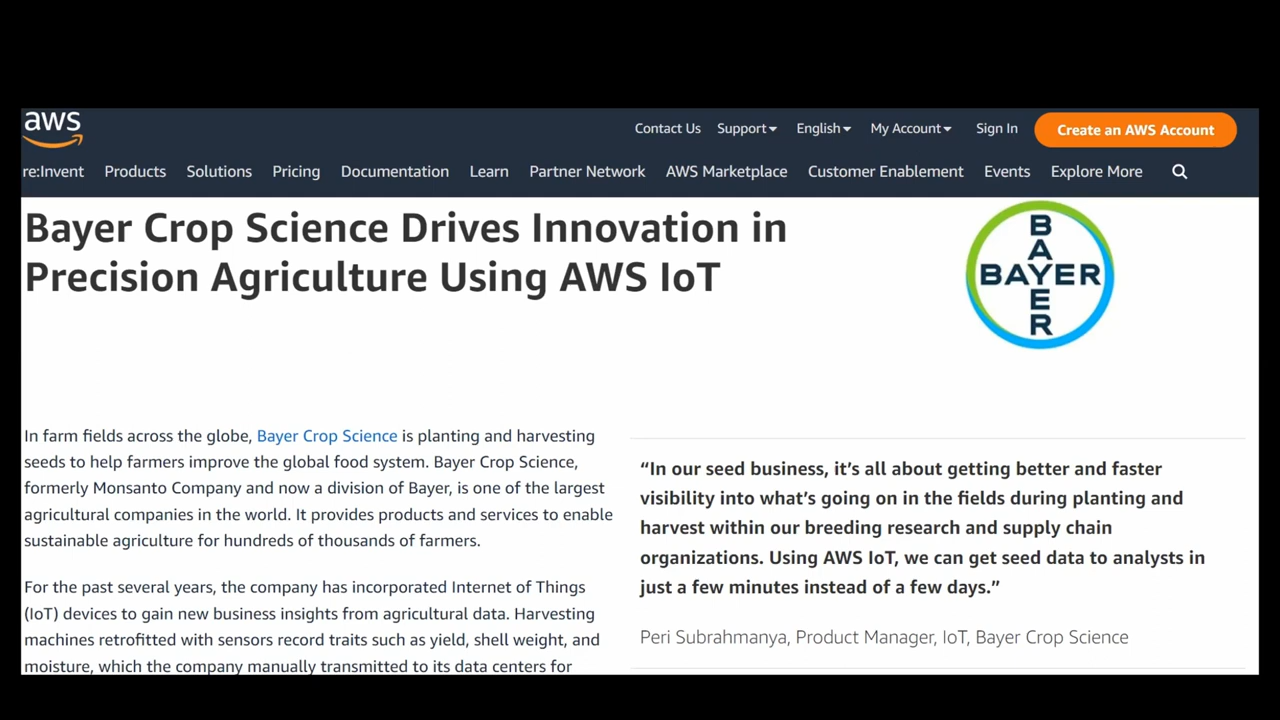 aws
Contact Us Support English My Account Sign In Create an AWS Account
re:Invent Products Solutions Pricing Documentation Learn Partner Network AWS Marketplace Customer Enablement Events Explore More
Bayer Crop Science Drives Innovation in
Precision Agriculture Using AWS IoT
BAYER
BAYER
In farm fields across the globe, Bayer Crop Science is planting and harvesting
seeds to help farmers improve the global food system. Bayer Crop Science,
formerly Monsanto Company and now a division of Bayer, is one of the largest
agricultural companies in the world. It provides products and services to enable
sustainable agriculture for hundreds of thousands of farmers.
For the past several years, the company has incorporated Internet of Things
(IoT) devices to gain new business insights from agricultural data. Harvesting
machines retrofitted with sensors record traits such as yield, shell weight, and
moisture, which the company manually transmitted to its data centers for
“In our seed business, it’s all about getting better and faster
visibility into what’s going on in the fields during planting and
harvest within our breeding research and supply chain
organizations. Using AWS IoT, we can get seed data to analysts in
just a few minutes instead of a few days.”
Peri Subrahmanya, Product Manager, IoT, Bayer Crop Science